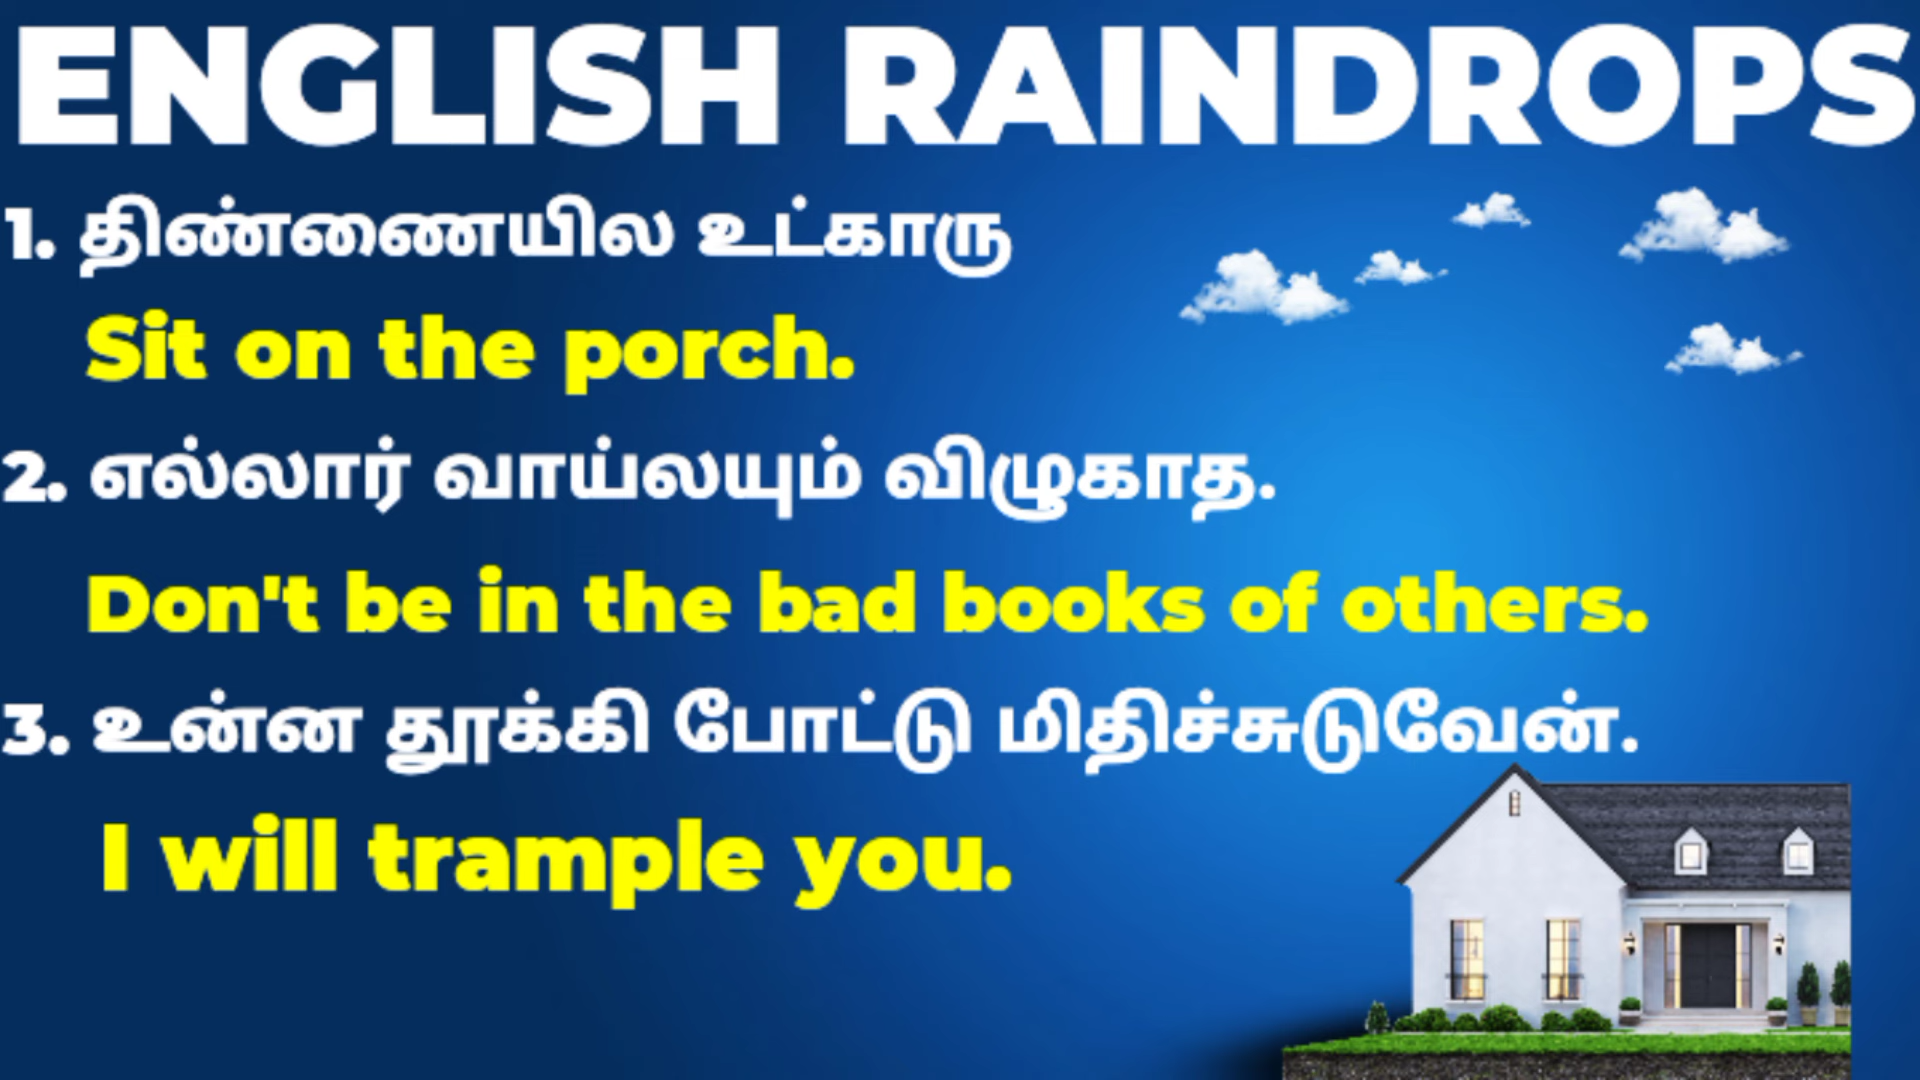 ENGLISH RAINDROPS
1. திண்ணையில உட்காரு
Sit on the porch.
2. எல்லார் வாய்லயும் விழுகாத.
Don't be in the bad books of others.
3. உன்ன தூக்கி போட்டு மிதிச்சுடுவேன்.
I will trample you.